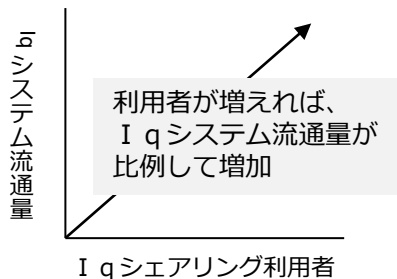 Iqシステム流通量
利用者が増えれば、
Ｉｑシステム流通量が
比例して増加
Ｉｑシェアリング利用者